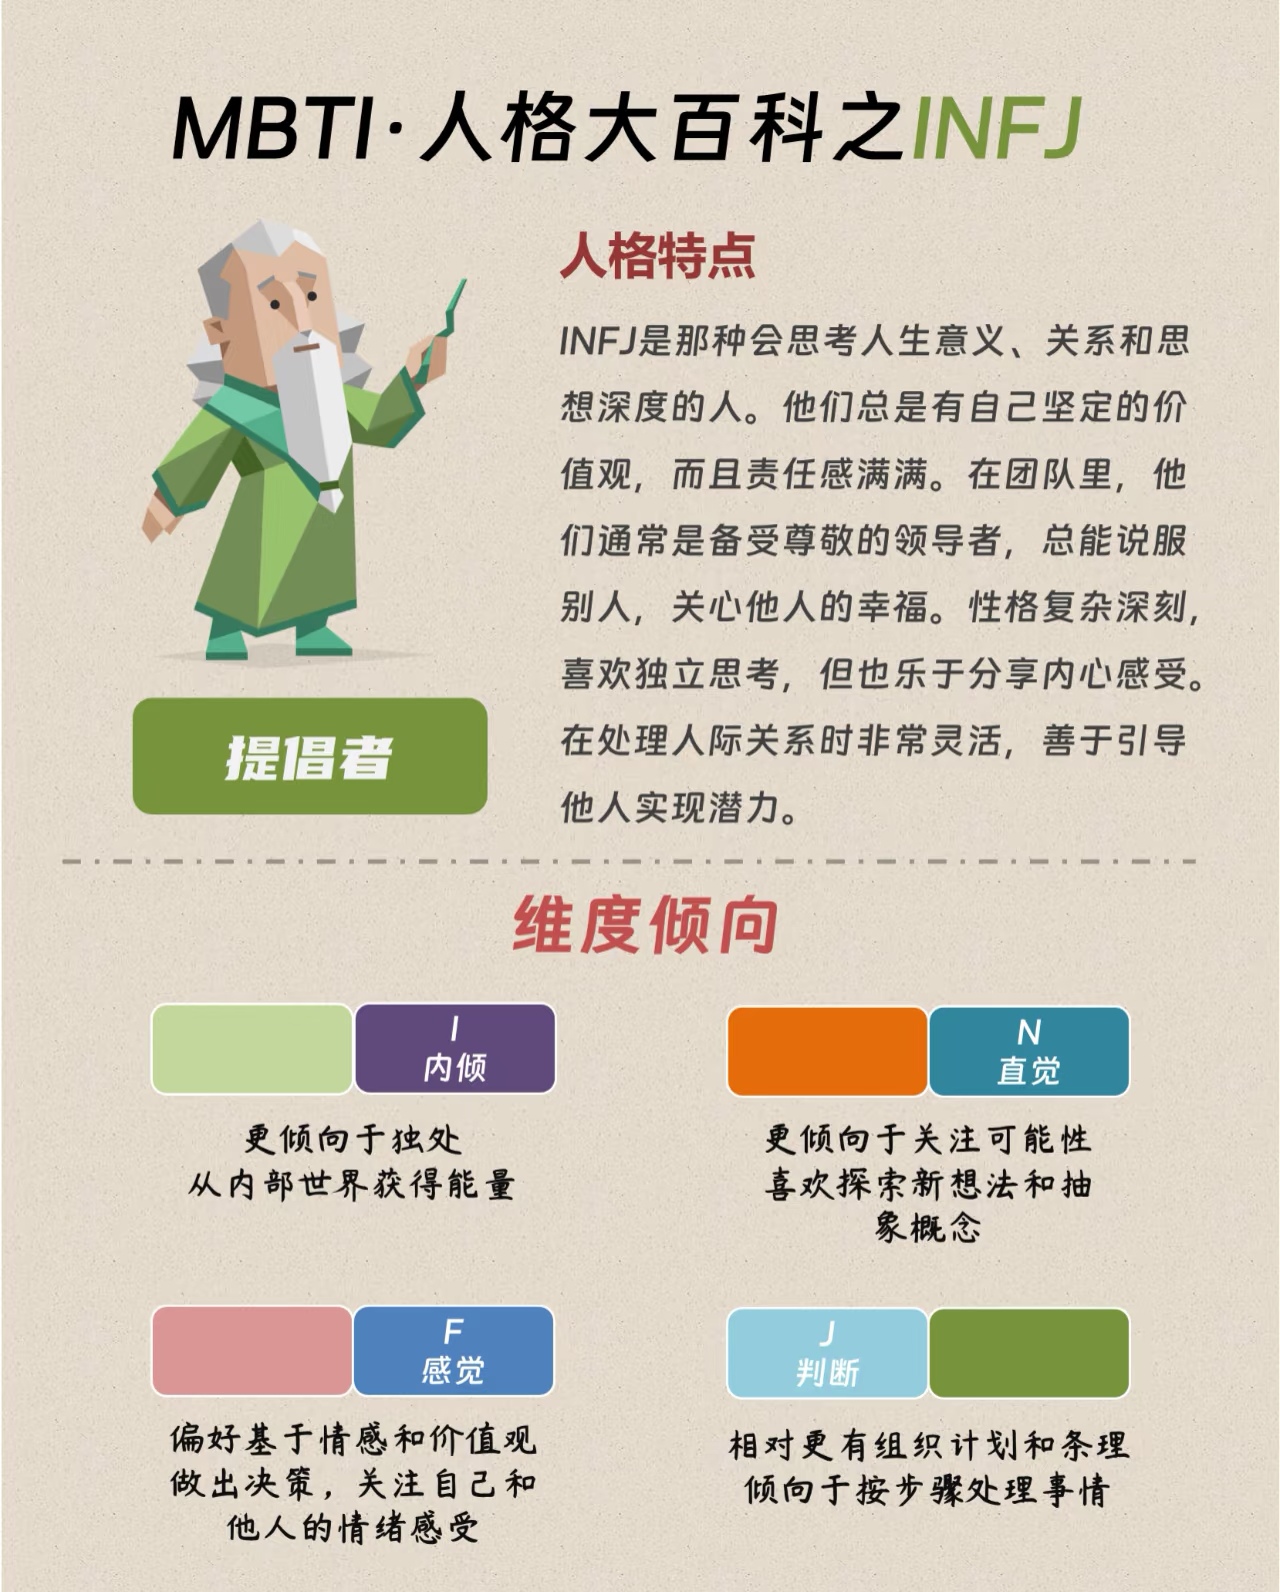 MBTI·人格大百科之INFJ
人格特点
INFJ是那种会思考人生意义、关系和思
想深度的人。他们总是有自己坚定的价
值观，而且责任感满满。在团队里，他
们通常是备受尊敬的领导者，总能说服
别人，关心他人的幸福。性格复杂深刻，
喜欢独立思考，但也乐于分享内心感受。
在处理人际关系时非常灵活，善于引导
他人实现潜力。
提倡者
维度倾向
I
内倾
更倾向于独处
从内部世界获得能量
N
直觉
更倾向于关注可能性
喜欢探索新想法和抽
象概念
F
感觉
偏好基于情感和价值观
做出决策，关注自己和
他人的情绪感受
J
判断
相对更有组织计划和条理
倾向于按步骤处理事情